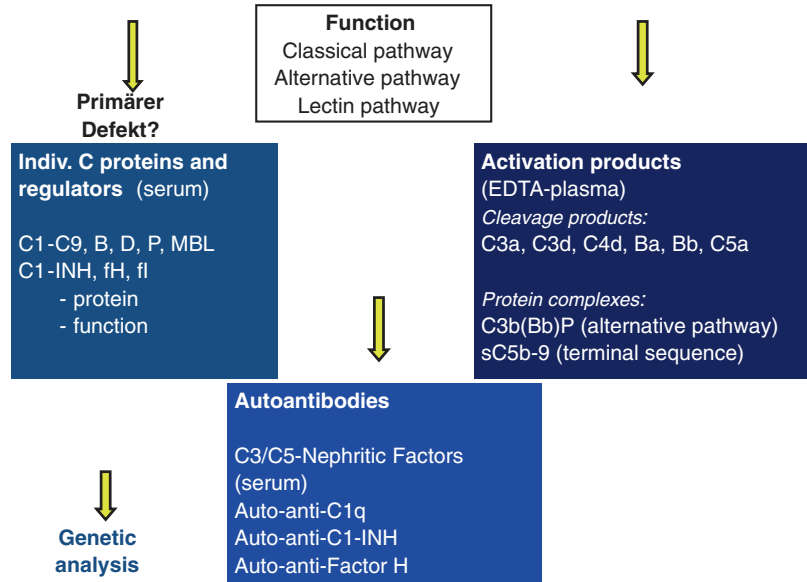 Function
Classical pathway
Alternative pathway
Lectin pathway
Primärer
Defekt?
Indiv. C proteins and
regulators (serum)
C1-C9, B, D, P, MBL
C1-INH, fH, fI
- protein
- function
Activation products
(EDTA-plasma)
Cleavage products:
C3a, C3d, C4d, Ba, Bb, C5a
Protein complexes:
C3b(Bb)P (alternative pathway)
sC5b-9 (terminal sequence)
Autoantibodies
C3/C5-Nephritic Factors
(serum)
Auto-anti-C1q
Auto-anti-C1-INH
Auto-anti-Factor H
Genetic
analysis